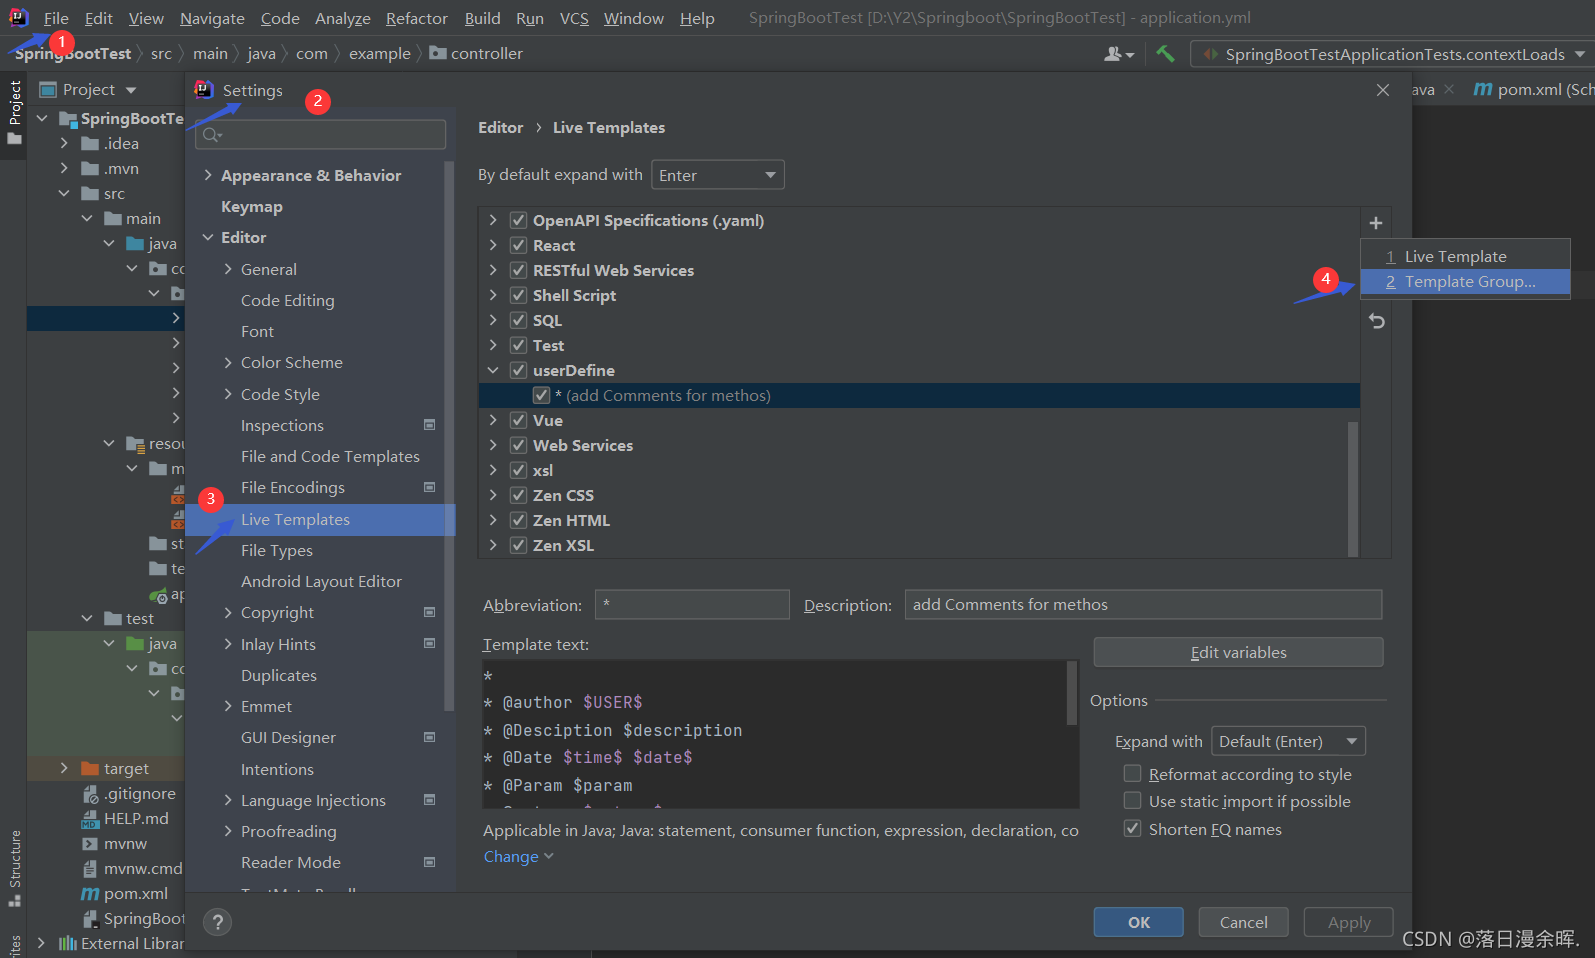 File Edit View Navigate Code Analyze Refactor Build Run VCS Window Help SpringBootTest [D:\Y2\Springboot\SpringBootTest] - application.yml
1
SpringBootTest src main java com example controller SpringBootTestApplicationTests.contextLoads
Project
Project
Settings
2
ava
pom.xml (Sch
SpringBootTe
.idea
.mvn
src
main
java
cc
resou
m
st
te
ap
test
java
cc
target
.gitignore
HELP.md
mvnw
mvnw.cmd
pom.xml
SpringBoot
External Librar
Structure
Appearance & Behavior
Keymap
Editor
General
Code Editing
Font
Color Scheme
Code Style
Inspections
File and Code Templates
File Encodings
3
Live Templates
File Types
Android Layout Editor
Copyright
Inlay Hints
Duplicates
Emmet
GUI Designer
Intentions
Language Injections
Proofreading
Reader Mode
Editor › Live Templates
By default expand with Enter
OpenAPI Specifications (.yaml)
React
RESTful Web Services
Shell Script
SQL
Test
userDefine
* (add Comments for methos)
Vue
Web Services
xsl
Zen CSS
Zen HTML
Zen XSL
1 Live Template
4
2 Template Group...
Abbreviation: * Description: add Comments for methos
Template text:
Edit variables
*
* @author $USER$
* @Desciption $description
* @Date $time$ $date$
* @Param $param
Options
Expand with Default (Enter)
Reformat according to style
Use static import if possible
Shorten FQ names
Applicable in Java; Java: statement, consumer function, expression, declaration, co
Change
?
OK Cancel Apply
CSDN @落日漫余晖.